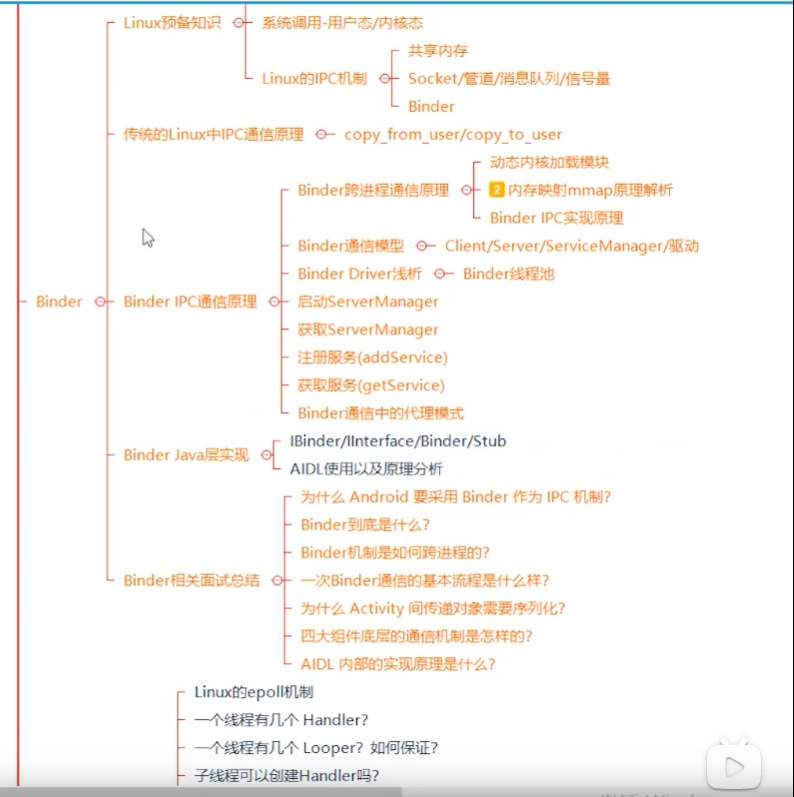 Linux预备知识
系统调用-用户态/内核态
Linux的IPC机制
共享内存
Socket/管道/消息队列/信号量
Binder
传统的Linux中IPC通信原理
copy_from_user/copy_to_user
Binder
Binder IPC通信原理
Binder跨进程通信原理
动态内核加载模块
2 内存映射mmap原理解析
Binder IPC实现原理
Binder通信模型
Client/Server/ServiceManager/驱动
Binder Driver浅析
Binder线程池
启动ServerManager
获取ServerManager
注册服务(addService)
获取服务(getService)
Binder通信中的代理模式
Binder Java层实现
IBinder/IInterface/Binder/Stub
AIDL使用以及原理分析
Binder相关面试总结
为什么 Android 要采用 Binder 作为 IPC 机制?
Binder到底是什么?
Binder机制是如何跨进程的?
一次Binder通信的基本流程是什么样?
为什么 Activity 间传递对象需要序列化?
四大组件底层的通信机制是怎样的?
AIDL 内部的实现原理是什么?
Linux的epoll机制
一个线程有几个 Handler?
一个线程有几个 Looper? 如何保证?
子线程可以创建Handler吗?